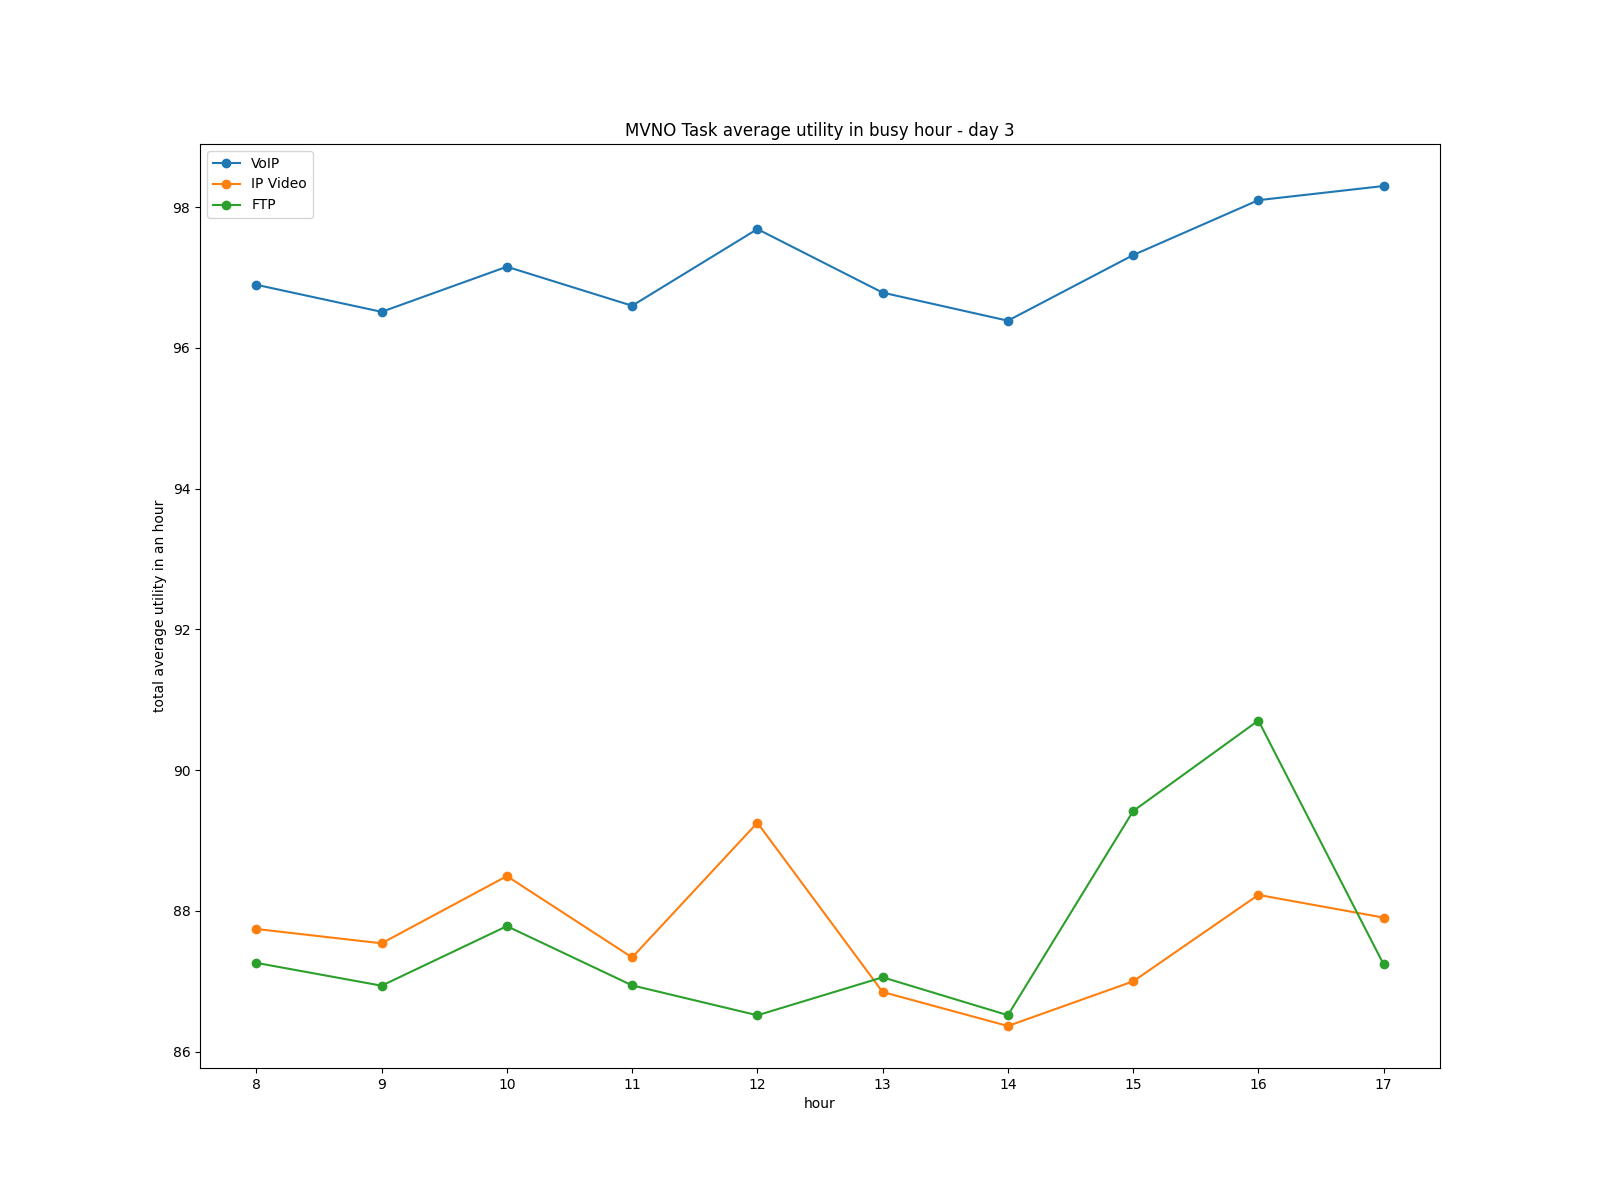 MVNO Task average utility in busy hour - day 3
VoIP
IP Video
FTP
98
96
94
92
90
88
86
total average utility in an hour
8 9 10 11 12 13 14 15 16 17
hour